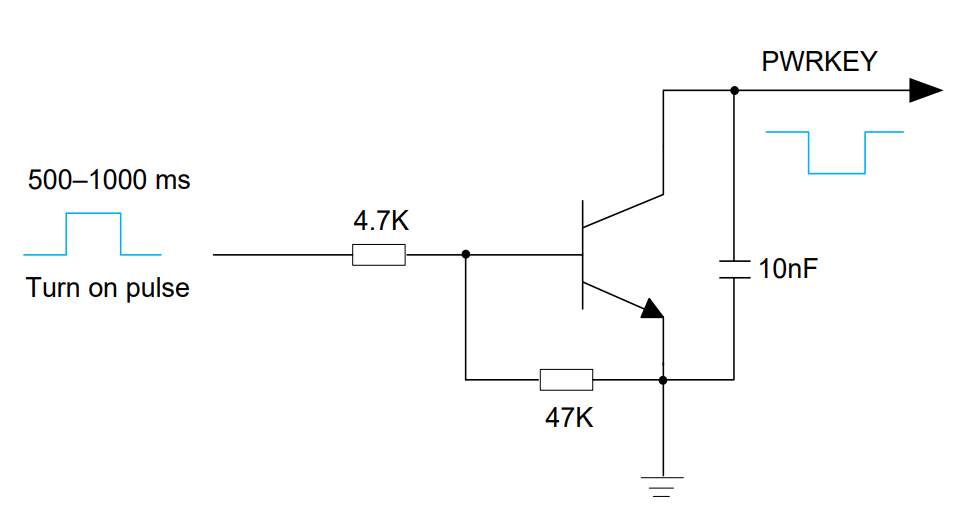 PWRKEY
500–1000 ms
4.7K
Turn on pulse
10nF
47K